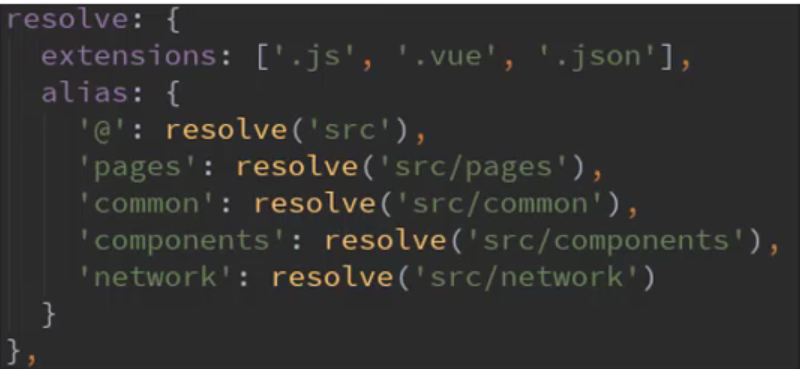 resolve: {
  extensions: ['.js', '.vue', '.json'],
  alias: {
    '@': resolve('src'),
    'pages': resolve('src/pages'),
    'common': resolve('src/common'),
    'components': resolve('src/components'),
    'network': resolve('src/network')
  }
},